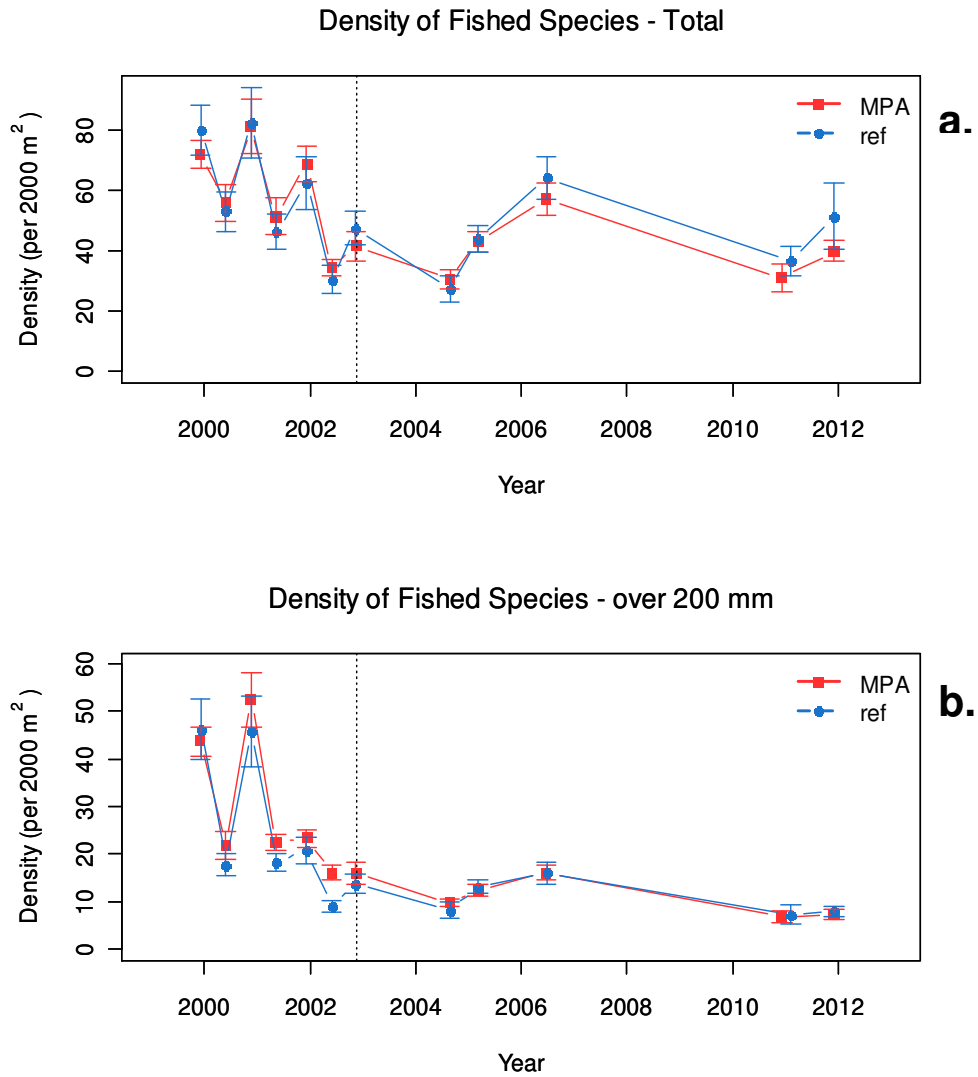 Density of Fished Species - Total
Density (per 2000 m²)
80
60
40
20
0
MPA
ref
a.
2000 2002 2004 2006 2008 2010 2012
Year
Density of Fished Species - over 200 mm
Density (per 2000 m²)
60
50
40
30
20
10
0
MPA
ref
b.
2000 2002 2004 2006 2008 2010 2012
Year